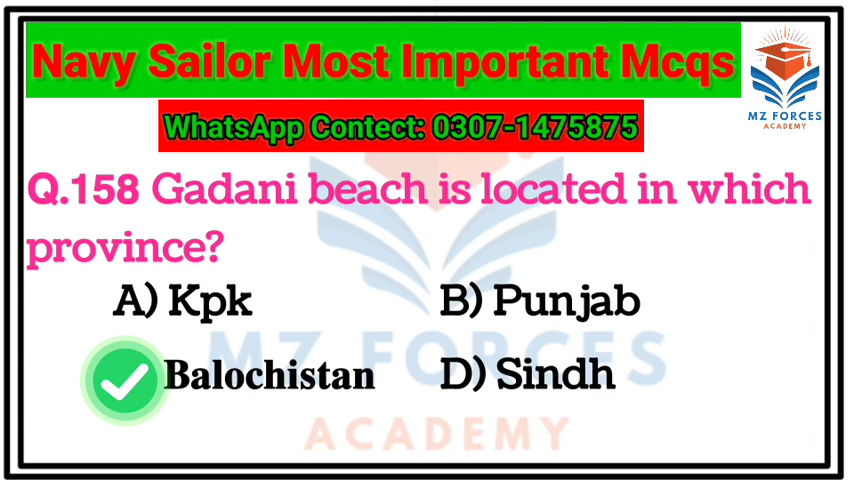 Navy Sailor Most Important Mcqs
MZ FORCES
ACADEMY
WhatsApp Contect: 0307-1475875
Q.158 Gadani beach is located in which
province?
A) Kpk
B) Punjab
Balochistan
D) Sindh
MZ FORCES
ACADEMY